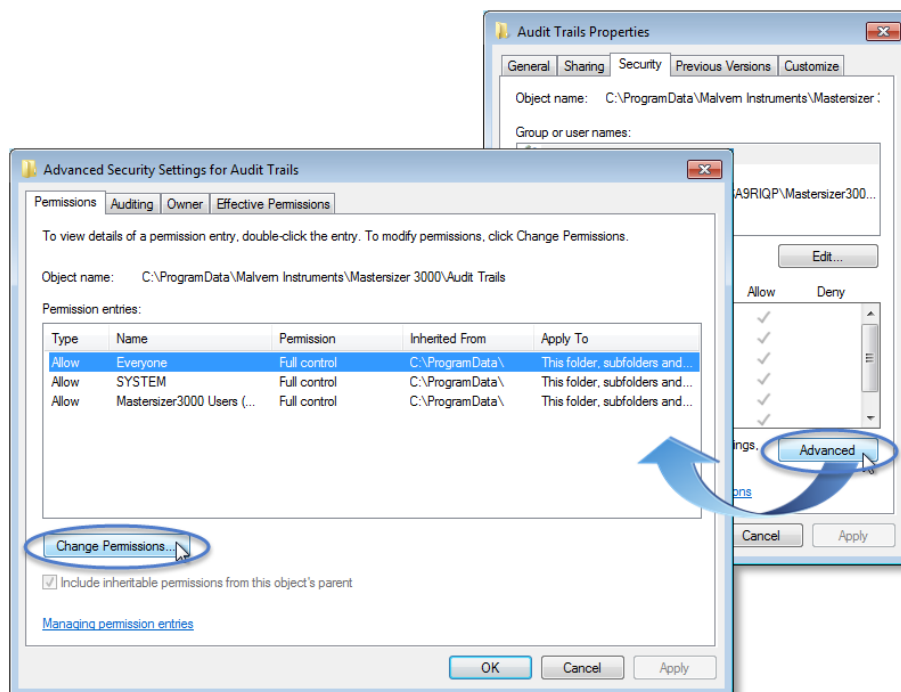 Audit Trails Properties
General Sharing Security Previous Versions Customize
Object name: C:\ProgramData\Malvern Instruments\Mastersizer :
Group or user names:
A9RIQP\Mastersizer300...
Edit...
Allow Deny
ings,
Advanced
ons
Cancel Apply
Advanced Security Settings for Audit Trails
Permissions Auditing Owner Effective Permissions
To view details of a permission entry, double-click the entry. To modify permissions, click Change Permissions.
Object name: C:\ProgramData\Malvern Instruments\Mastersizer 3000\Audit Trails
Permission entries:
Type Name Permission Inherited From Apply To
Allow Everyone Full control C:\ProgramData\ This folder, subfolders and...
Allow SYSTEM Full control C:\ProgramData\ This folder, subfolders and...
Allow Mastersizer3000 Users (... Full control C:\ProgramData\ This folder, subfolders and...
Change Permissions...
Include inheritable permissions from this object's parent
Managing permission entries
OK Cancel Apply